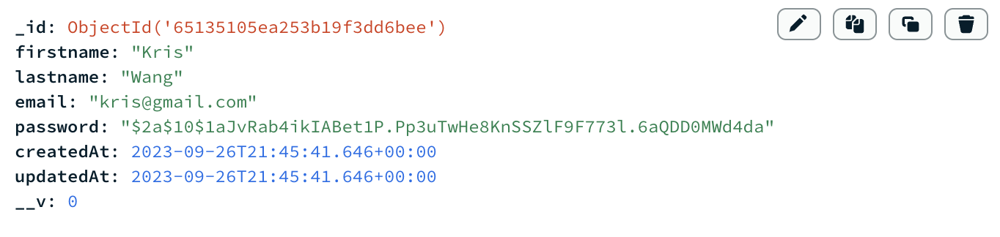 _id: ObjectId('65135105ea253b19f3dd6bee')
firstname: "Kris"
lastname: "Wang"
email: "kris@gmail.com"
password: "$2a$10$1aJvRab4ikIABet1P.Pp3uTwHe8KnSSZlF9F773l.6aQDD0MWd4da"
createdAt: 2023-09-26T21:45:41.646+00:00
updatedAt: 2023-09-26T21:45:41.646+00:00
__v: 0